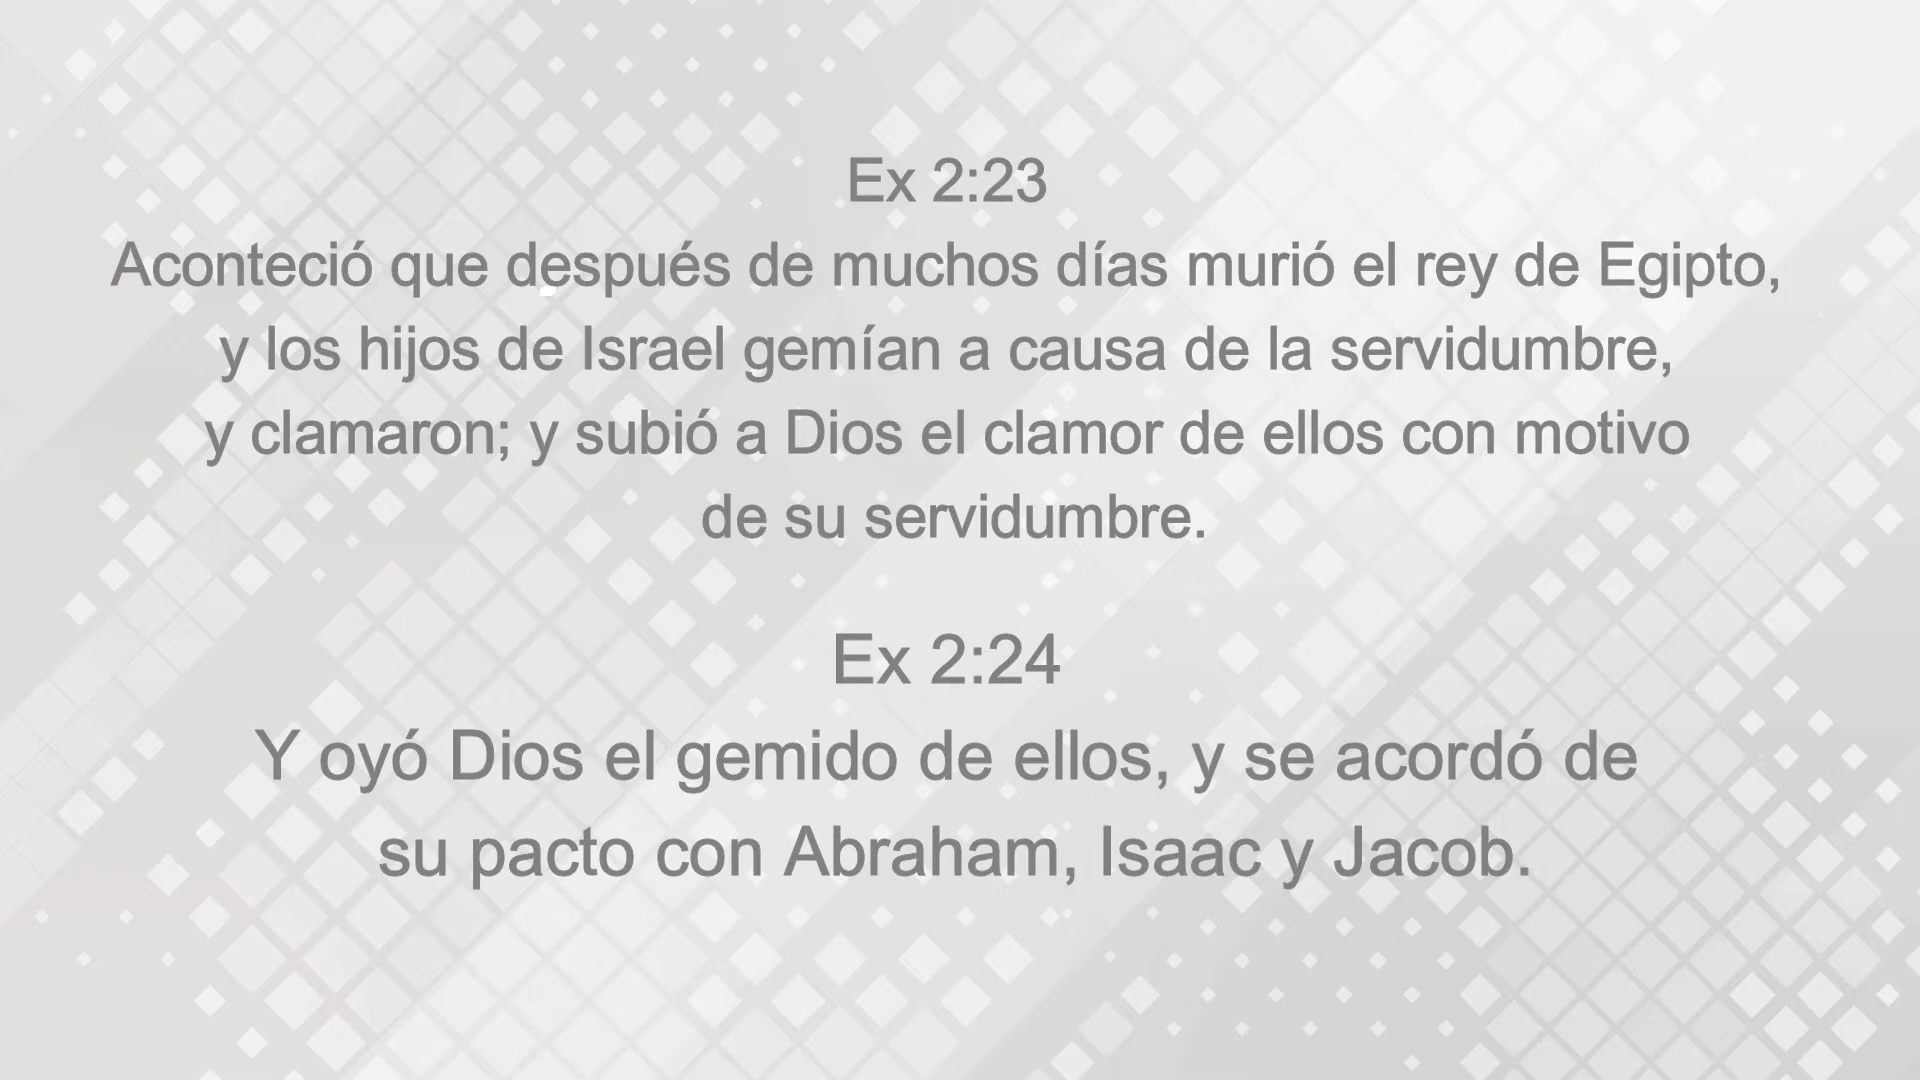 Ex 2:23
Aconteció que después de muchos días murió el rey de Egipto,
y los hijos de Israel gemían a causa de la servidumbre,
y clamaron; y subió a Dios el clamor de ellos con motivo
de su servidumbre.
Ex 2:24
Y oyó Dios el gemido de ellos, y se acordó de
su pacto con Abraham, Isaac y Jacob.